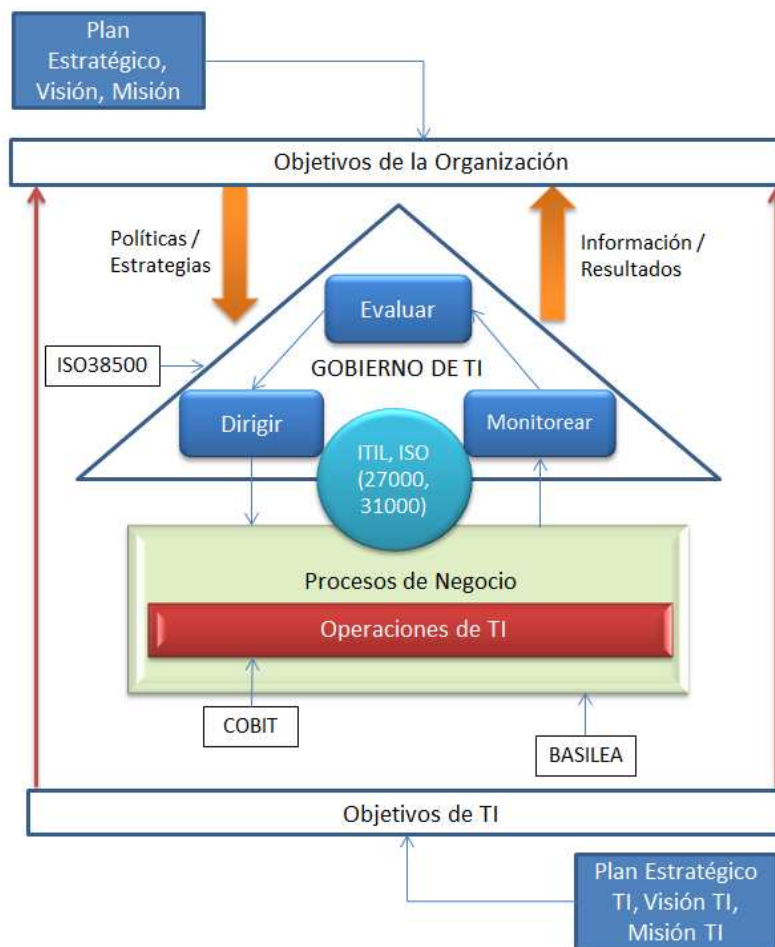 Plan
Estratégico,
Visión, Misión
Objetivos de la Organización
Políticas /
Estrategias
Información /
Resultados
Evaluar
ISO38500
GOBIERNO DE TI
Dirigir
Monitorear
ITIL, ISO
(27000,
31000)
Procesos de Negocio
Operaciones de TI
COBIT
BASILEA
Objetivos de TI
Plan Estratégico
TI, Visión TI,
Misión TI